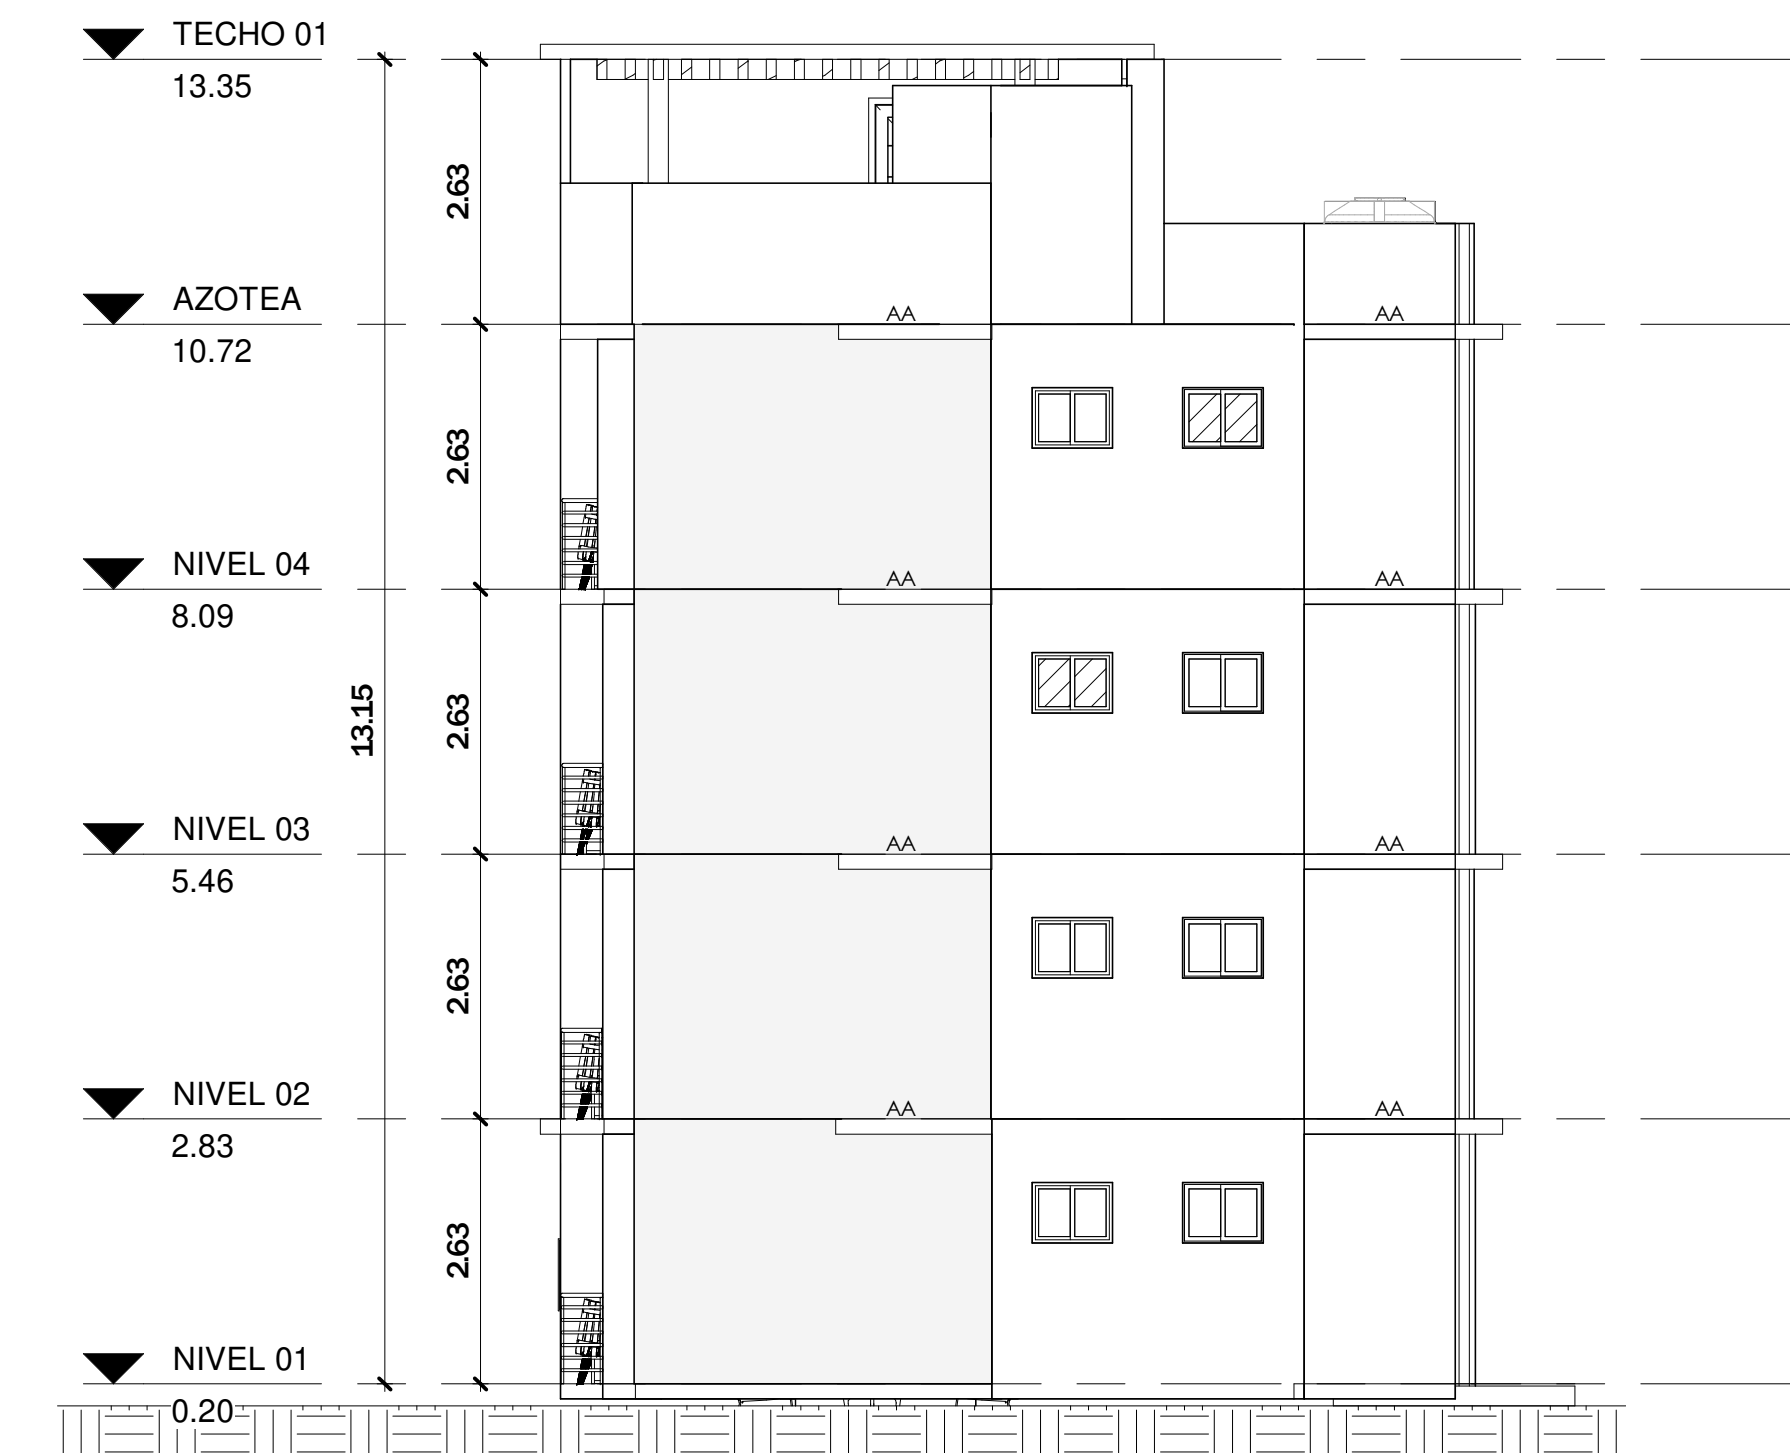 TECHO 01
13.35
2.63
AZOTEA
AA
AA
10.72
2.63
NIVEL 04
AA
AA
8.09
13.15
2.63
NIVEL 03
AA
AA
5.46
2.63
NIVEL 02
AA
AA
2.83
2.63
NIVEL 01
0.20